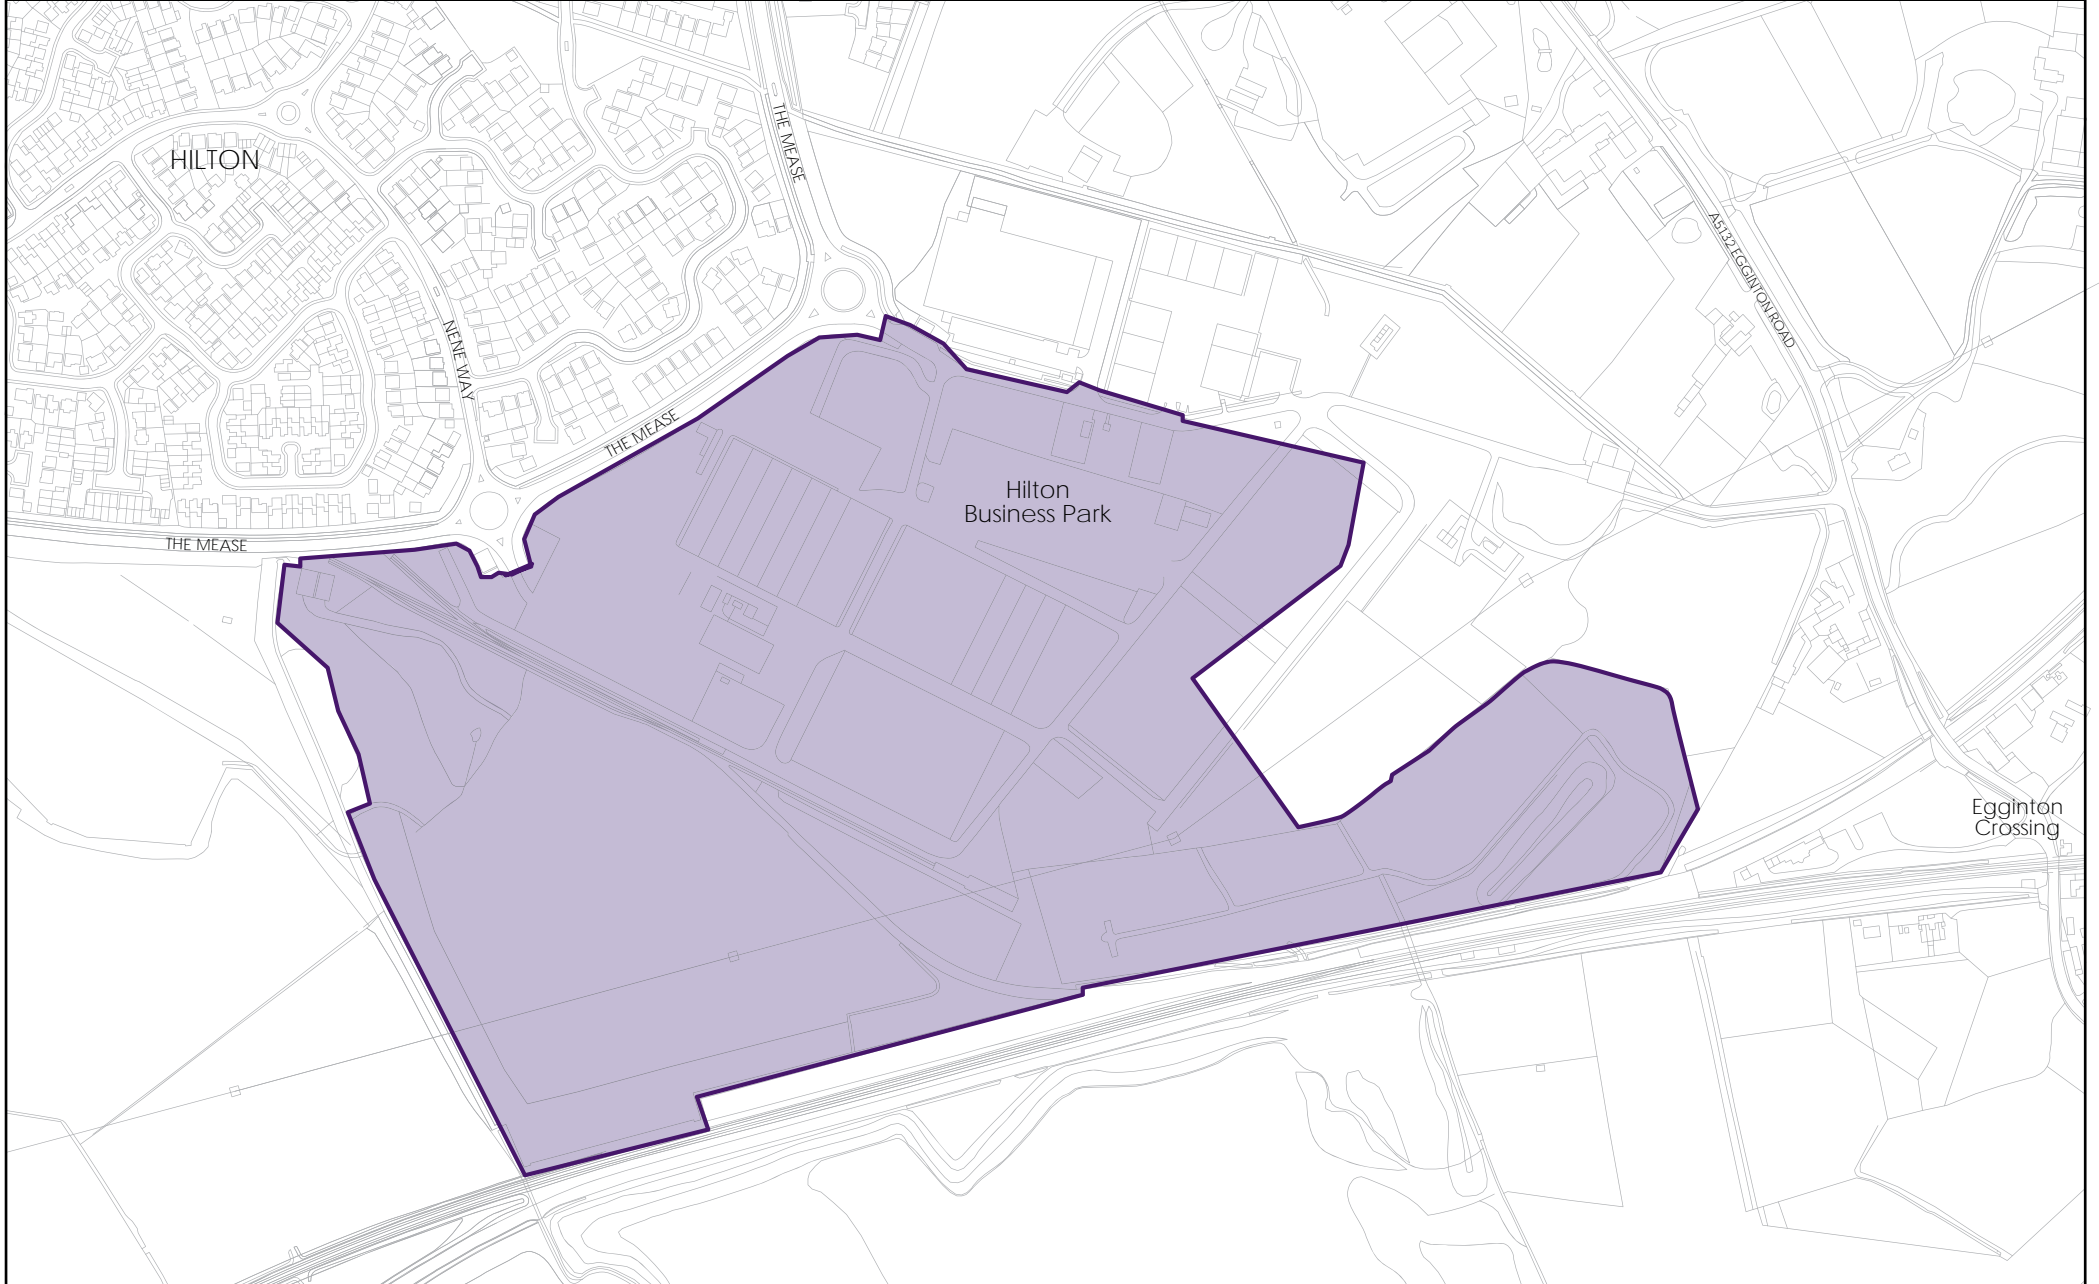 THE MEASE
HILTON
A5132 EGGINTON ROAD
NENE WAY
THE MEASE
Hilton
Business Park
THE MEASE
Egginton
Crossing